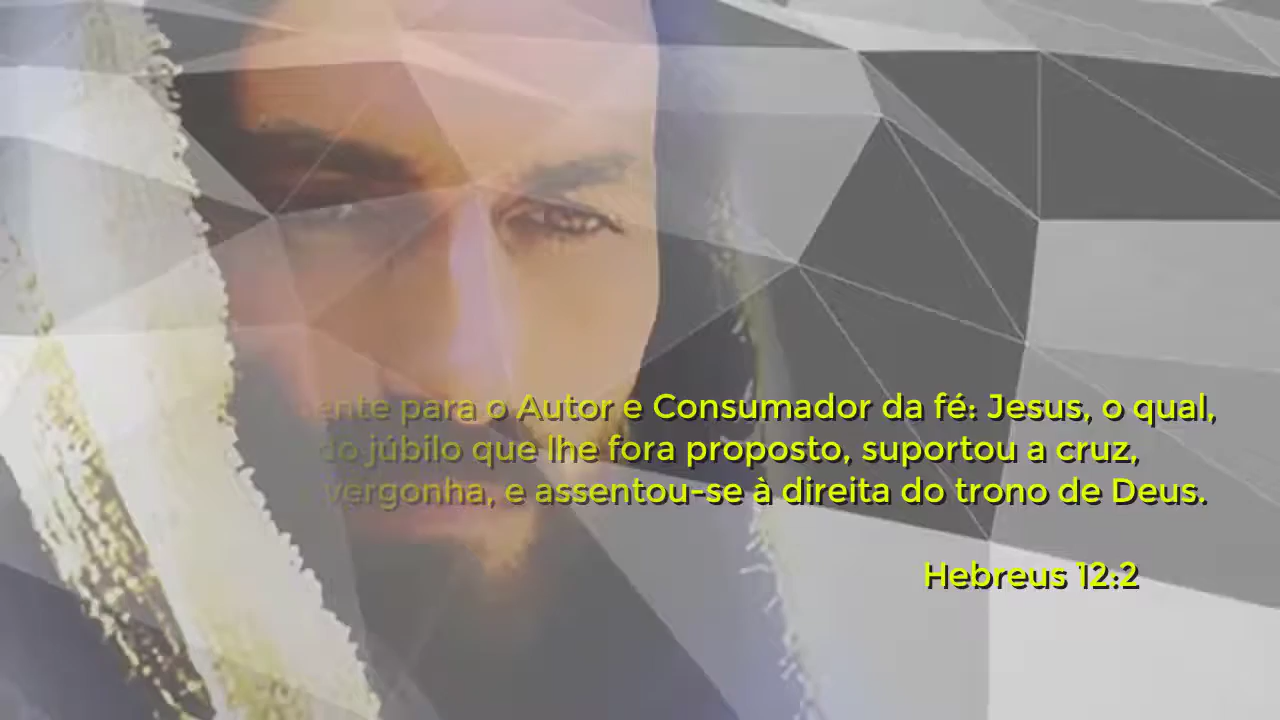 para o Autor e Consumador da fé: Jesus, o qual,
do júbilo que lhe fora proposto, suportou a cruz,
vergonha, e assentou-se à direita do trono de Deus.
Hebreus 12:2